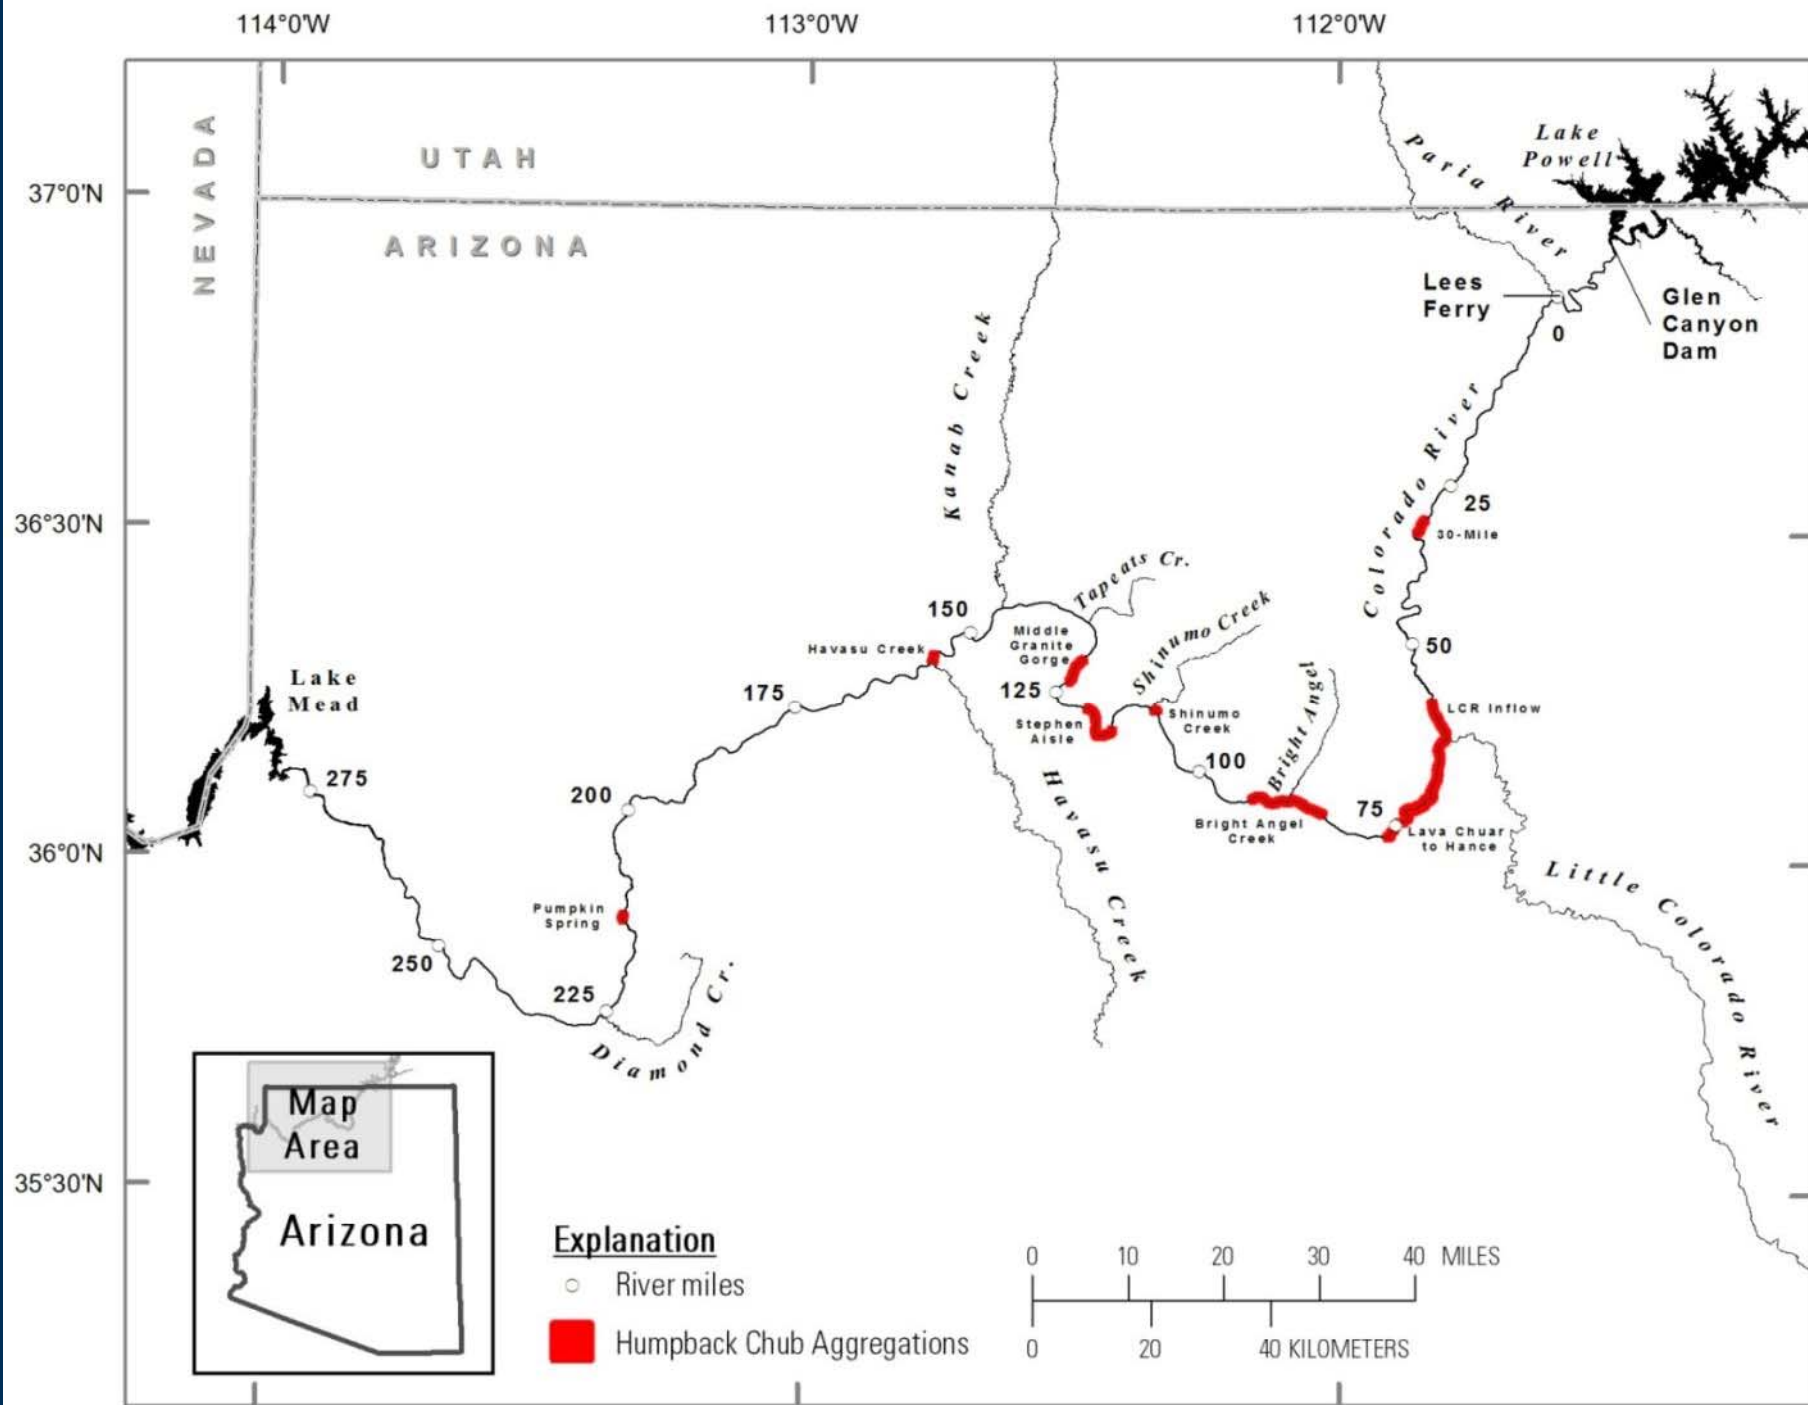 114°0'W
113°0'W
112°0'W
37°0'N
36°30'N
36°0'N
35°30'N
NEVADA
UTAH
ARIZONA
Paria River
Lake
Powell
Lees
Ferry
0
Glen
Canyon
Dam
Kanab Creek
Colorado River
25
30-Mile
50
LCR Inflow
Tapeats Cr.
Shinumo Creek
Bright Angel
150
Middle
Granite
Gorge
Havasu Creek
125
Stephen
Aisle
Shinumo
Creek
100
Bright Angel
Creek
75
Lava Chuar
to Hance
175
Lake
Mead
275
200
Havasu Creek
Little Colorado River
Pumpkin
Spring
250
225
Diamond Cr.
Map
Area
Arizona
Explanation
River miles
Humpback Chub Aggregations
0 10 20 30 40 MILES
0 20 40 KILOMETERS